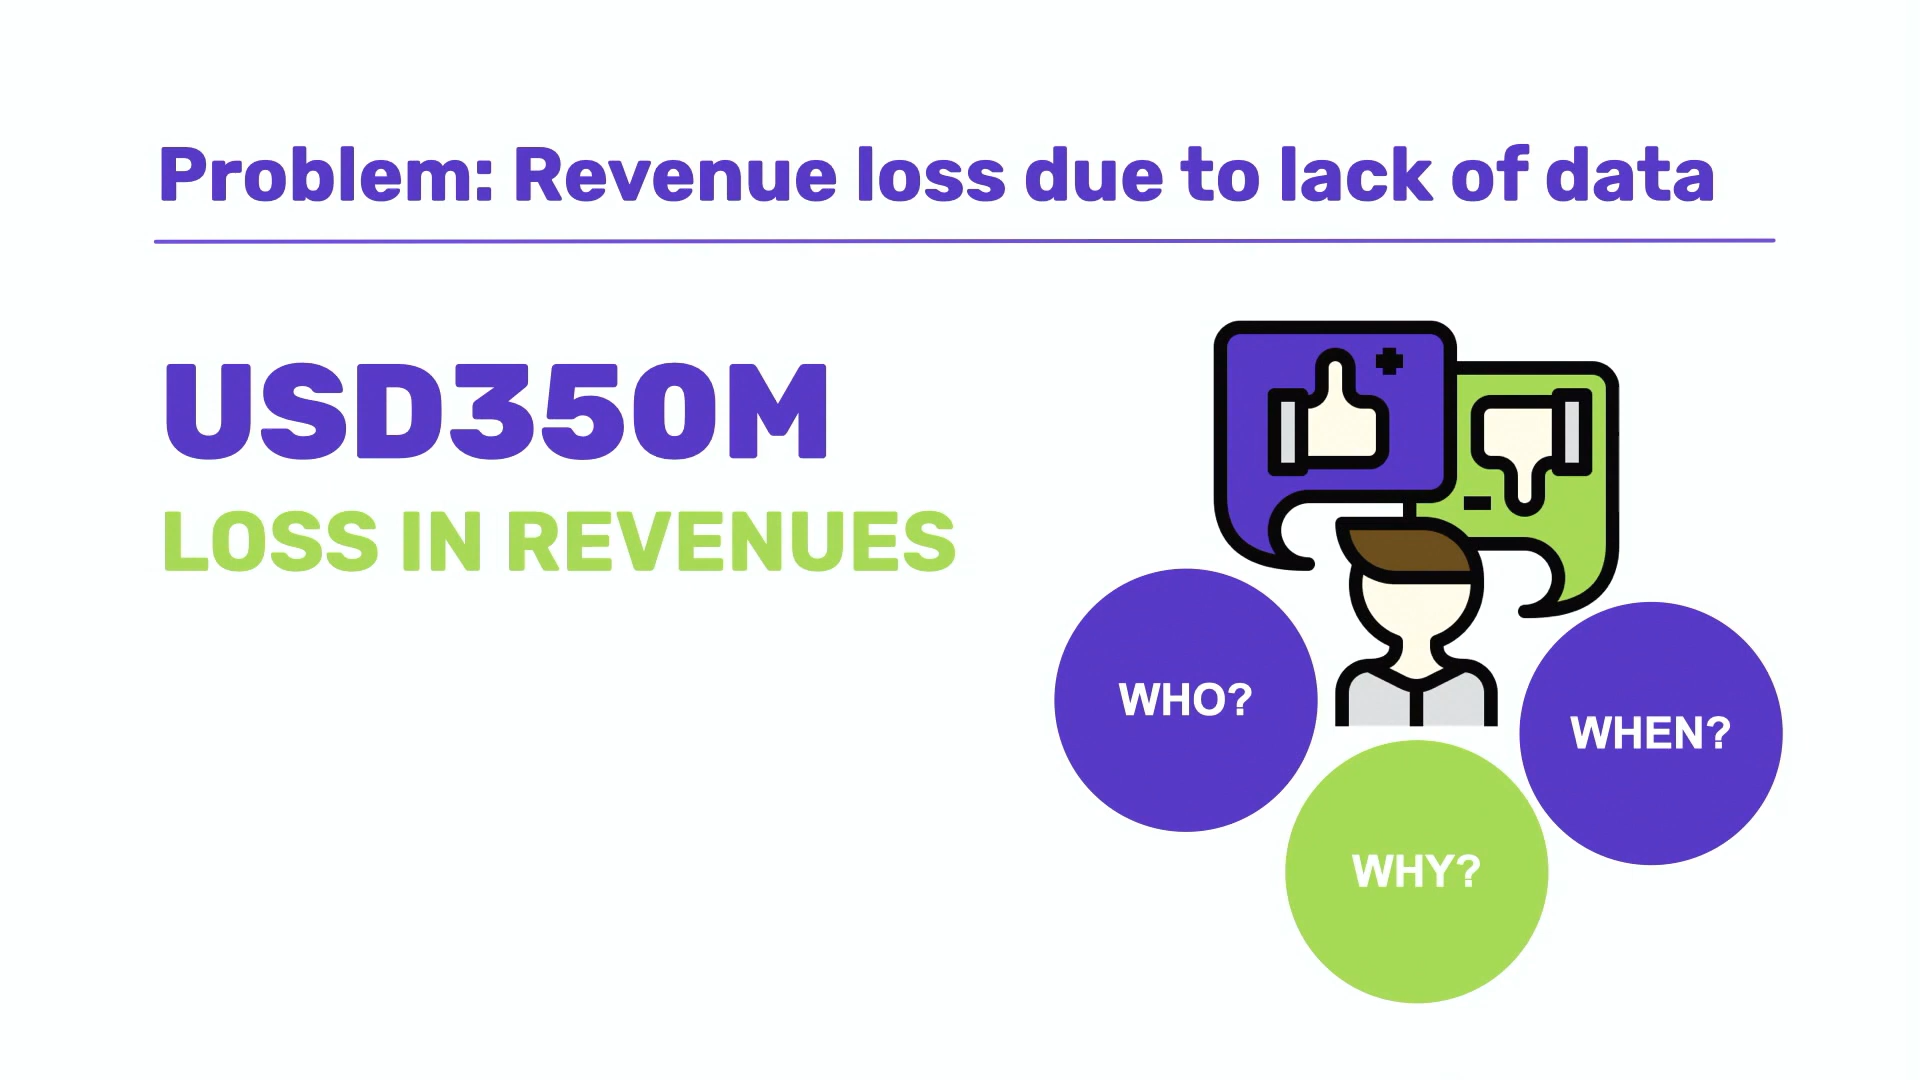 Problem: Revenue loss due to lack of data
USD350M
LOSS IN REVENUES
WHO?
WHEN?
WHY?